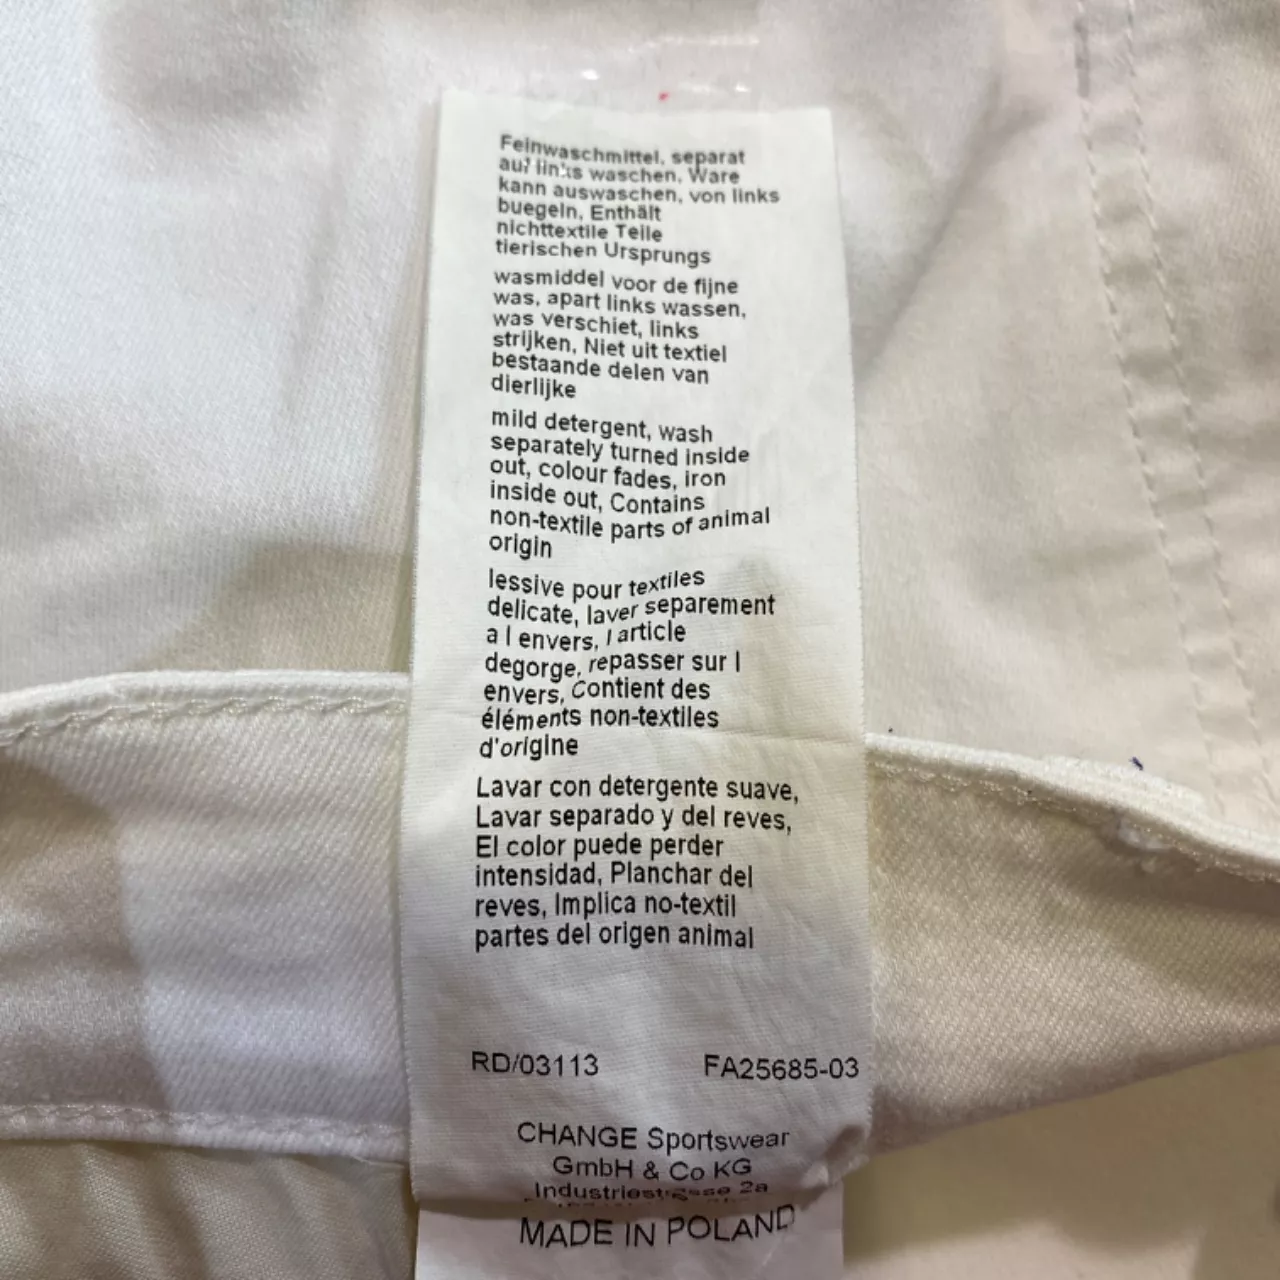 Feinwaschmittel, separat
auf links waschen, Ware
kann auswaschen, von links
buegeln, Enthält
nichttextile Teile
tierischen Ursprungs
wasmiddel voor de fijne
was, apart links wassen,
was verschiet, links
strijken, Niet uit textiel
bestaande delen van
dierlijke
mild detergent, wash
separately turned inside
out, colour fades, iron
inside out, Contains
non-textile parts of animal
origin
lessive pour textiles
delicate, laver separement
a l envers, l article
degorge, repasser sur l
envers, Contient des
éléments non-textiles
d'origine
Lavar con detergente suave,
Lavar separado y del reves,
El color puede perder
intensidad, Planchar del
reves, Implica no-textil
partes del origen animal
RD/03113 FA25685-03
CHANGE Sportswear
GmbH & Co KG
Industriestrasse 2a
MADE IN POLAND